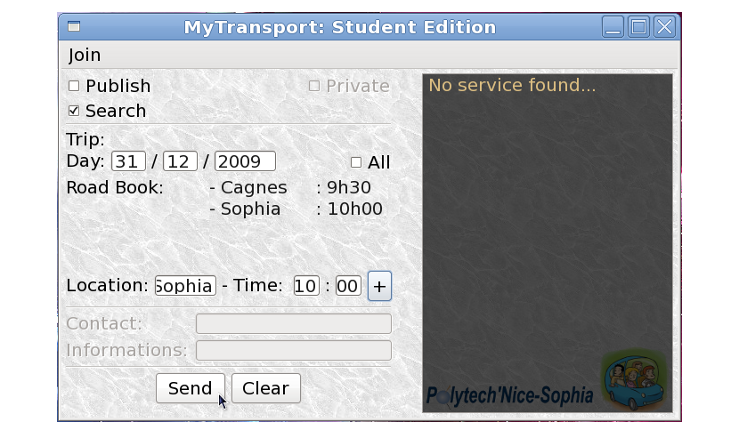 MyTransport: Student Edition
Join
Publish
Private
Search
Trip:
Day: 31 / 12 / 2009
All
Road Book: - Cagnes : 9h30
- Sophia : 10h00
Location: Sophia - Time: 10 : 00 +
Contact:
Informations:
Send Clear
No service found...
Polytech'Nice-Sophia